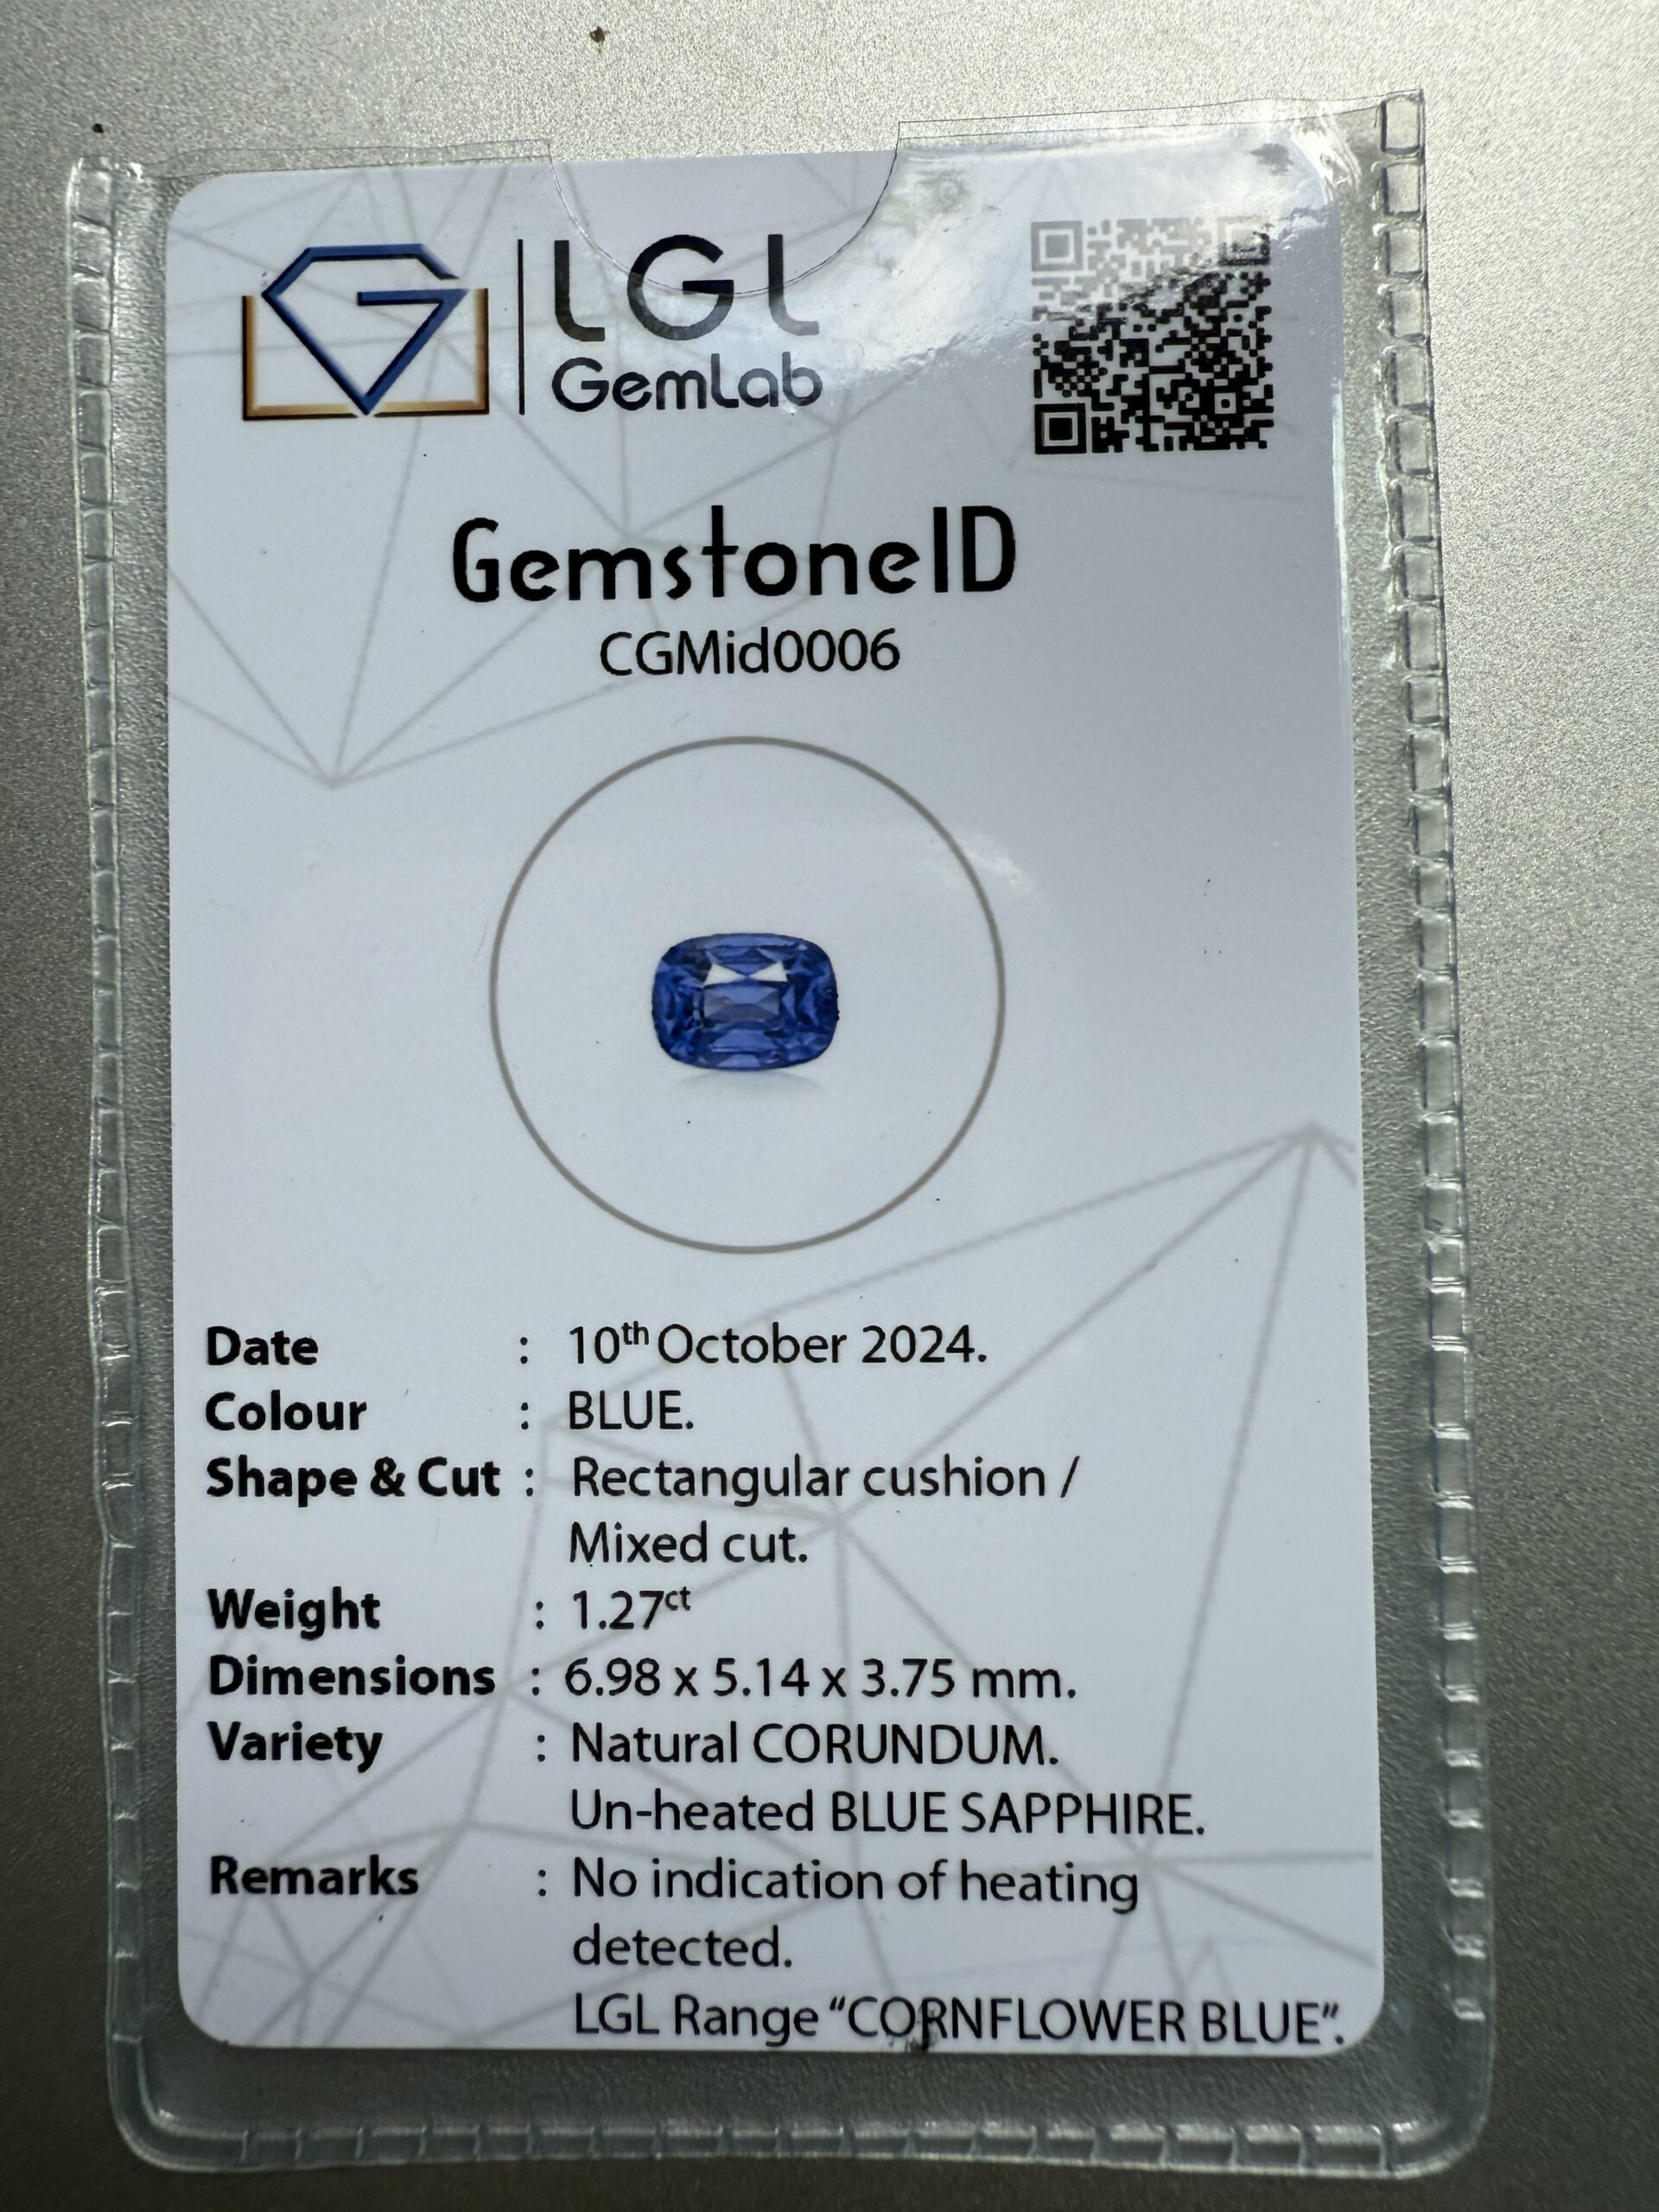 LGL
GemLab
GemstoneID
CGMid0006
Date : 10th October 2024.
Colour : BLUE.
Shape & Cut : Rectangular cushion /
Mixed cut.
Weight : 1.27ct
Dimensions : 6.98 x 5.14 x 3.75 mm.
Variety : Natural CORUNDUM.
Un-heated BLUE SAPPHIRE.
Remarks : No indication of heating
detected.
LGL Range “CORNFLOWER BLUE”.